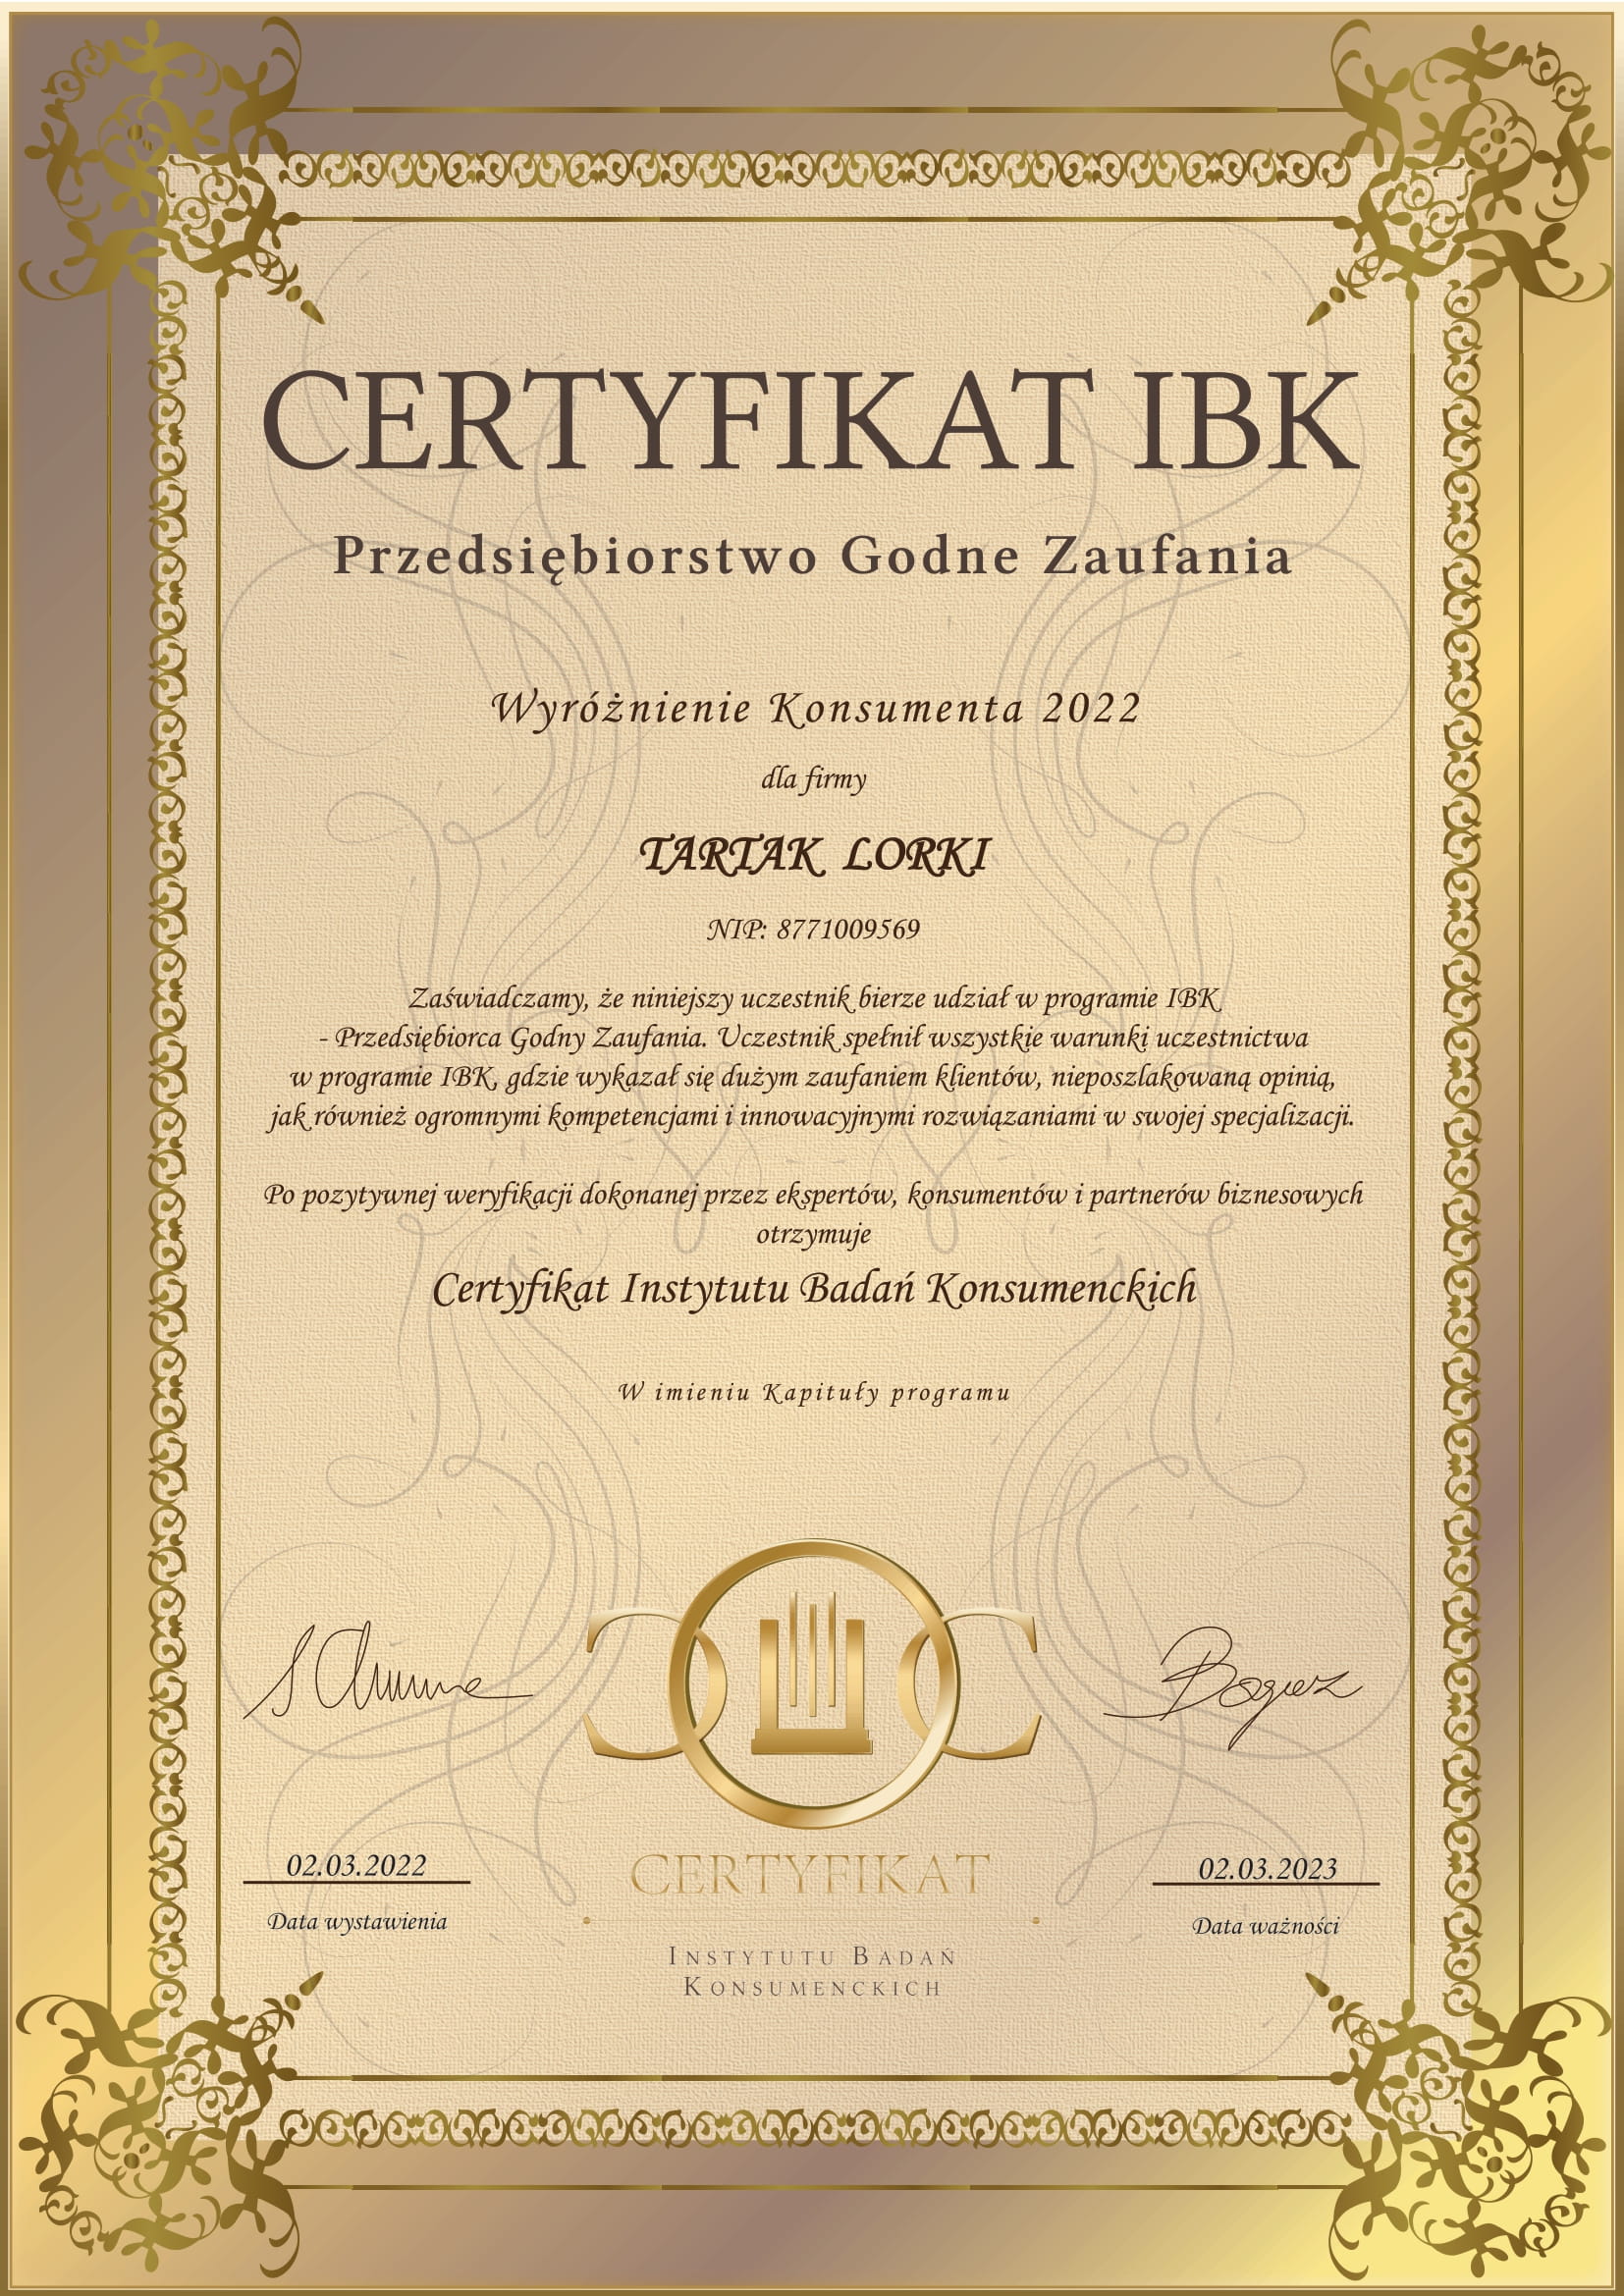 CERTYFIKAT IBK
Przedsiębiorstwo Godne Zaufania
Wyróżnienie Konsumenta 2022
dla firmy
TARTAK LORKI
NIP: 8771009569
Zaświadczamy, że niniejszy uczestnik bierze udział w programie IBK
- Przedsiębiorca Godny Zaufania. Uczestnik spełnił wszystkie warunki uczestnictwa
w programie IBK, gdzie wykazał się dużym zaufaniem klientów, nieposzlakowaną opinią,
jak również ogromnymi kompetencjami i innowacyjnymi rozwiązaniami w swojej specjalizacji.
Po pozytywnej weryfikacji dokonanej przez ekspertów, konsumentów i partnerów biznesowych
otrzymuje
Certyfikat Instytutu Badań Konsumenckich
W imieniu Kapituły programu
02.03.2022
Data wystawienia
CERTYFIKAT
INSTYTUTU BADAŃ
KONSUMENCKICH
02.03.2023
Data ważności